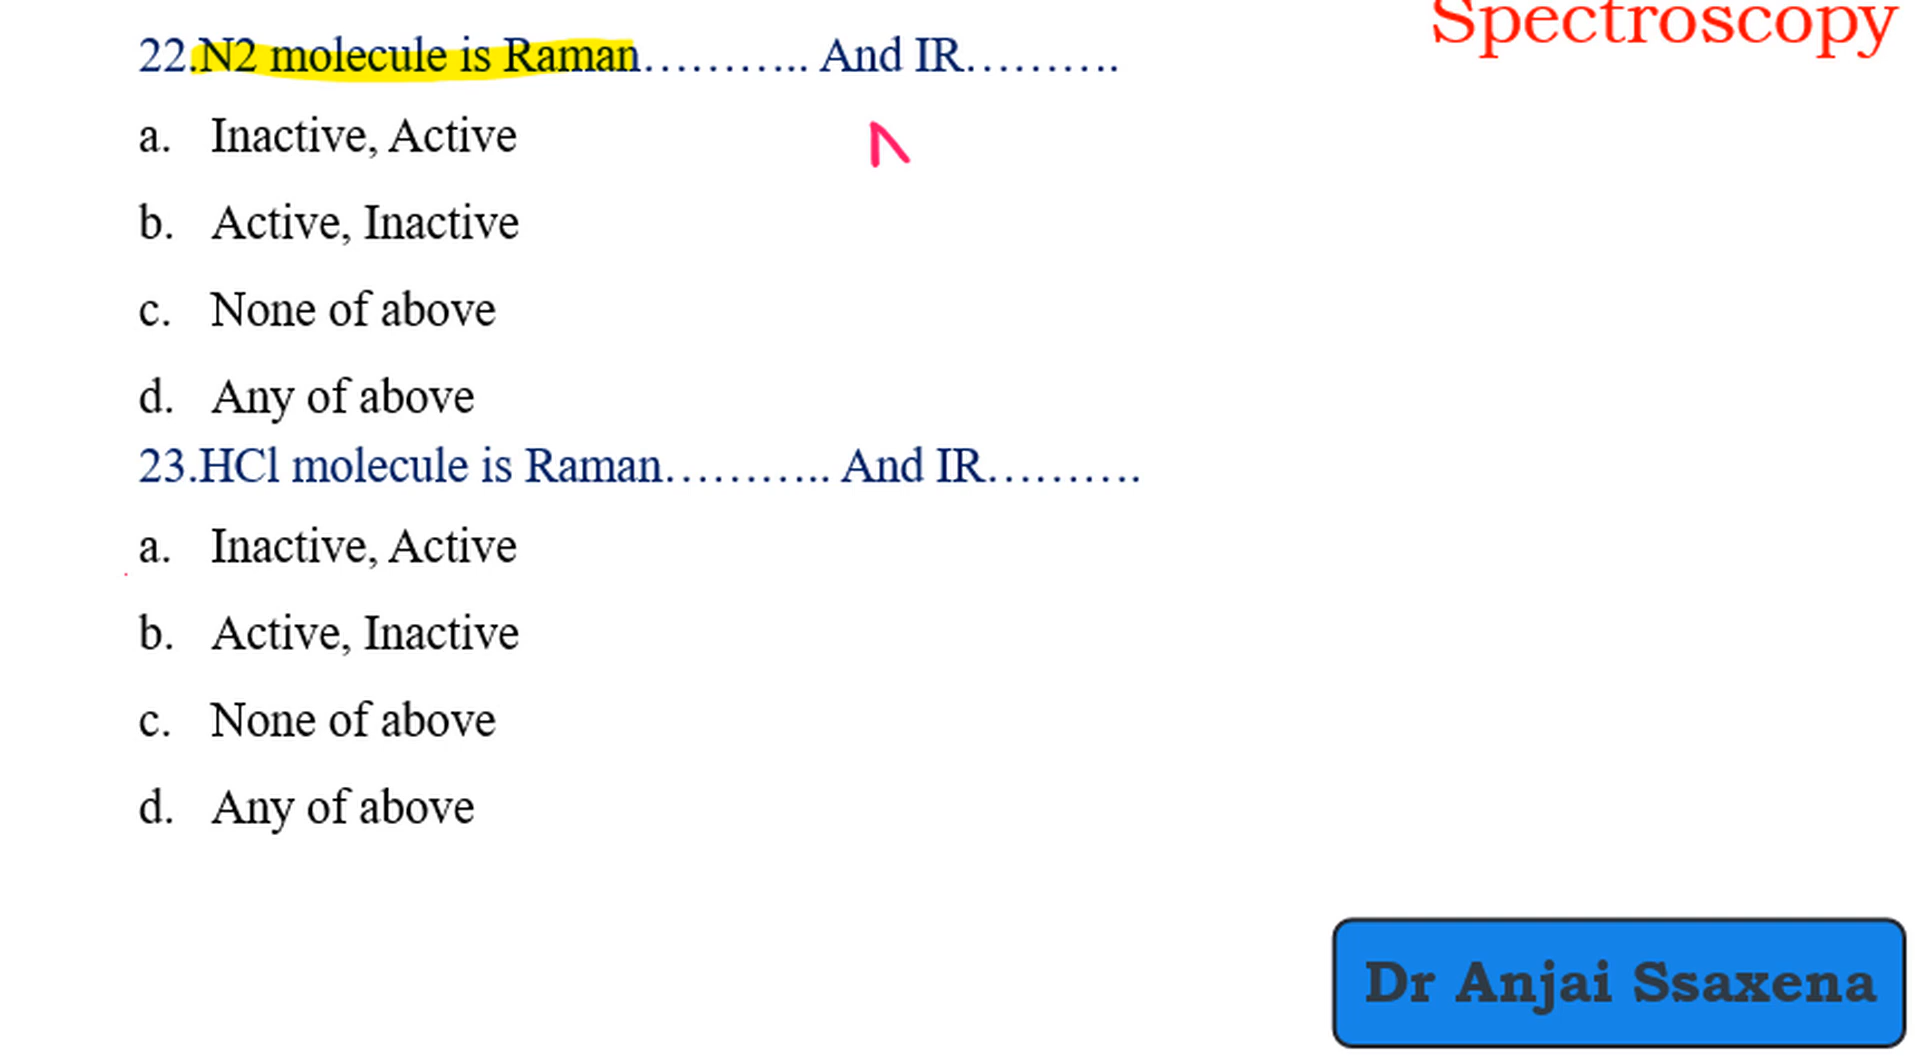 Spectroscopy
22.N2 molecule is Raman……….. And IR……….
a. Inactive, Active
b. Active, Inactive
c. None of above
d. Any of above
23.HCl molecule is Raman……….. And IR……….
a. Inactive, Active
b. Active, Inactive
c. None of above
d. Any of above
Dr Anjai Ssaxena